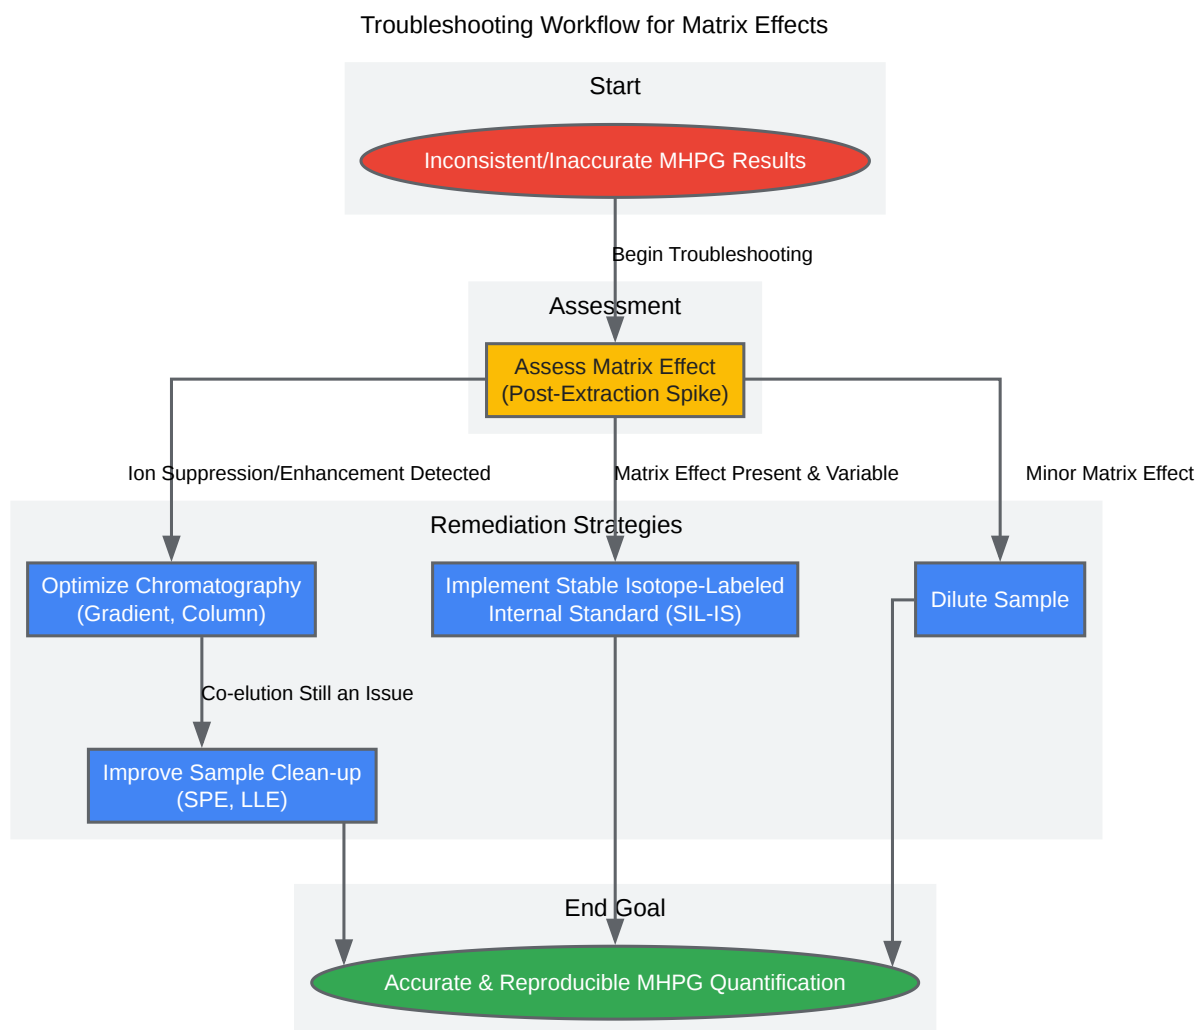 Troubleshooting Workflow for Matrix Effects
Start
Inconsistent/Inaccurate MHPG Results
Begin Troubleshooting
Assessment
Assess Matrix Effect
(Post-Extraction Spike)
Ion Suppression/Enhancement Detected
Matrix Effect Present & Variable
Minor Matrix Effect
Remediation Strategies
Optimize Chromatography
(Gradient, Column)
Implement Stable Isotope-Labeled
Internal Standard (SIL-IS)
Dilute Sample
Co-elution Still an Issue
Improve Sample Clean-up
(SPE, LLE)
End Goal
Accurate & Reproducible MHPG Quantification